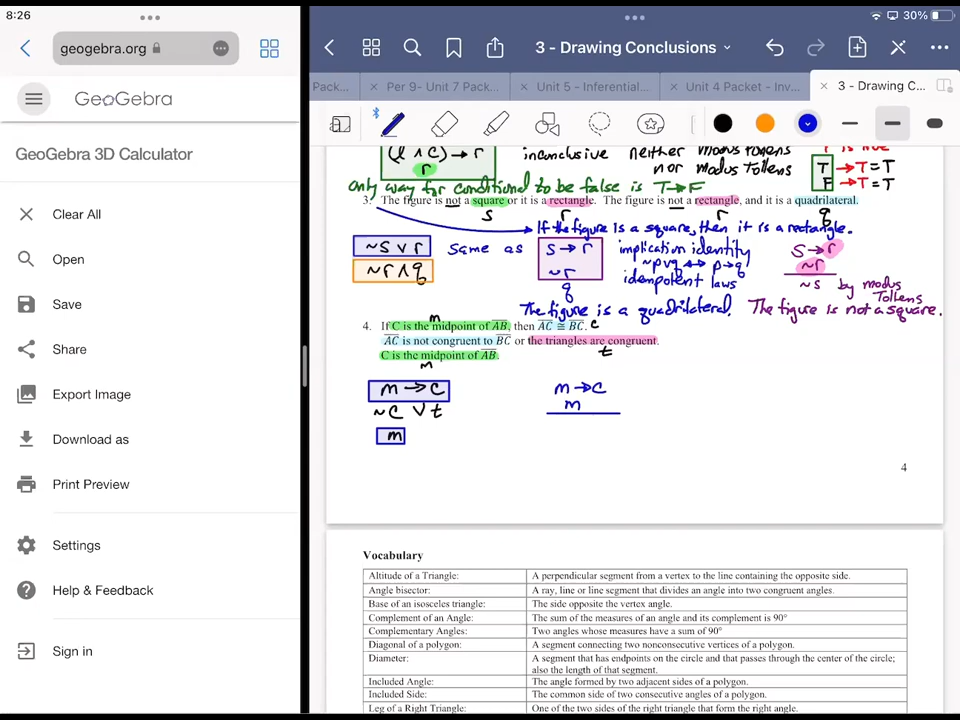 8:26
30%
geogebra.org
3 - Drawing Conclusions
GeoGebra
Pack...
Per 9- Unit 7 Pack...
Unit 5 - Inferential...
Unit 4 Packet - Inv...
3 - Drawing C...
GeoGebra 3D Calculator
Clear All
Open
Save
Share
Export Image
Download as
Print Preview
Settings
Help & Feedback
Sign in
(l ∧ C) → r inconclusive neither modus Tollens
r nor modus Tollens
T → T = T
F → T = T
only way for conditional to be false is T → F
3. The figure is not a square or it is a rectangle. The figure is not a rectangle, and it is a quadrilateral.
s r r q
If the figure is a square, then it is a rectangle.
~s ∨ r same as s → r implication identity s → r
~r ∧ q ~r ~p∨q ↔ p→q ~r
q idempotent laws ~s by modus Tollens
The figure is a quadrilateral. The figure is not a square.
m
4. If C is the midpoint of AB, then AC ≅ BC. c
AC is not congruent to BC or the triangles are congruent.
C is the midpoint of AB. t
m
m → C m → C
~C ∨ t m
m
4
Vocabulary
Altitude of a Triangle: A perpendicular segment from a vertex to the line containing the opposite side.
Angle bisector: A ray, line or line segment that divides an angle into two congruent angles.
Base of an isosceles triangle: The side opposite the vertex angle.
Complement of an Angle: The sum of the measures of an angle and its complement is 90°
Complementary Angles: Two angles whose measures have a sum of 90°
Diagonal of a polygon: A segment connecting two nonconsecutive vertices of a polygon.
Diameter: A segment that has endpoints on the circle and that passes through the center of the circle;
also the length of that segment.
Included Angle: The angle formed by two adjacent sides of a polygon.
Included Side: The common side of two consecutive angles of a polygon.
Leg of a Right Triangle: One of the two sides of the right triangle that form the right angle.